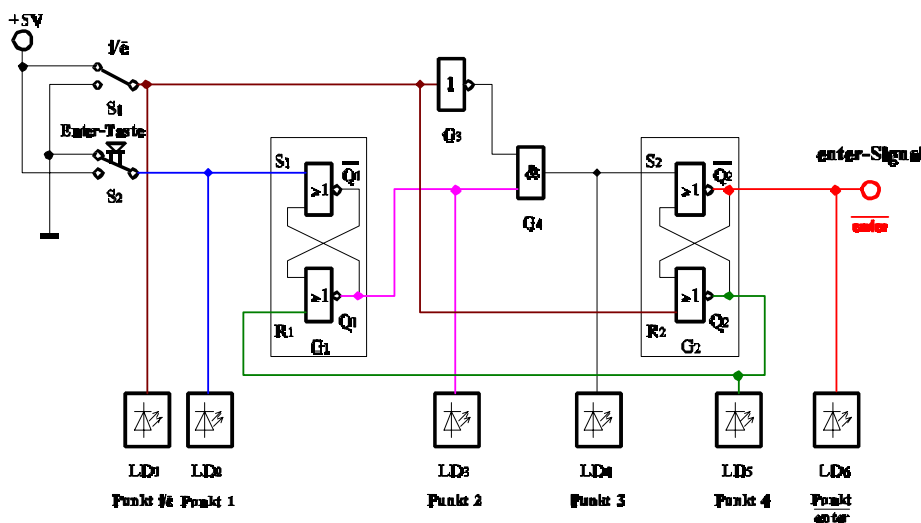 +5V
i/ē
S1
Enter-Taste
S2
S1
≥1
Q1
≥1
R1
Q1
G1
1
G3
&
G4
S2
≥1
Q2
≥1
R2
Q2
G2
enter-Signal
enter
LD1
LD2
LD3
LD4
LD5
LD6
Punkt i/ē
Punkt 1
Punkt 2
Punkt 3
Punkt 4
Punkt
enter